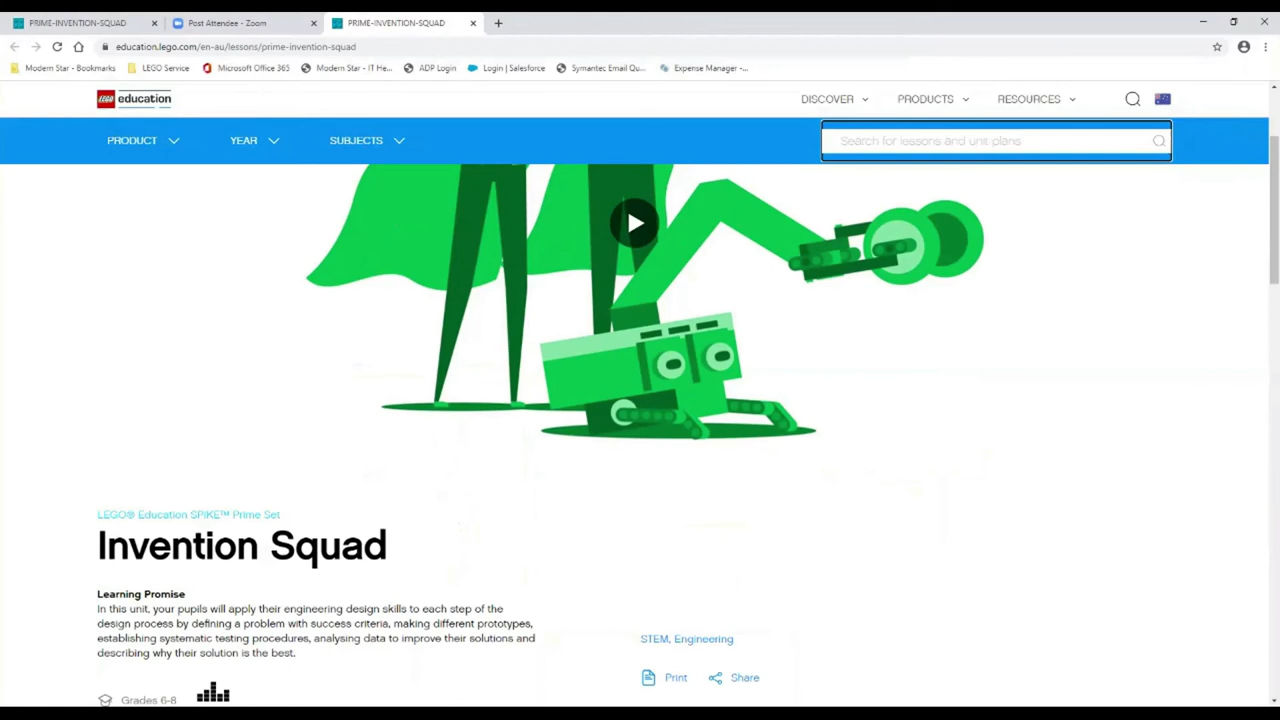 PRIME-INVENTION-SQUAD
Post Attendee - Zoom
PRIME-INVENTION-SQUAD
education.lego.com/en-au/lessons/prime-invention-squad
Modern Star - Bookmarks
LEGO Service
Microsoft Office 365
Modern Star - IT He...
ADP Login
Login | Salesforce
Symantec Email Qu...
Expense Manager -...
LEGO education
DISCOVER
PRODUCTS
RESOURCES
PRODUCT
YEAR
SUBJECTS
Search for lessons and unit plans
LEGO® Education SPIKE™ Prime Set
Invention Squad
Learning Promise
In this unit, your pupils will apply their engineering design skills to each step of the
design process by defining a problem with success criteria, making different prototypes,
establishing systematic testing procedures, analysing data to improve their solutions and
describing why their solution is the best.
STEM, Engineering
Print
Share
Grades 6-8